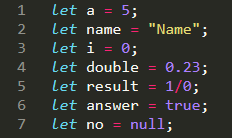 1 let a = 5;
2 let name = "Name";
3 let i = 0;
4 let double = 0.23;
5 let result = 1/0;
6 let answer = true;
7 let no = null;